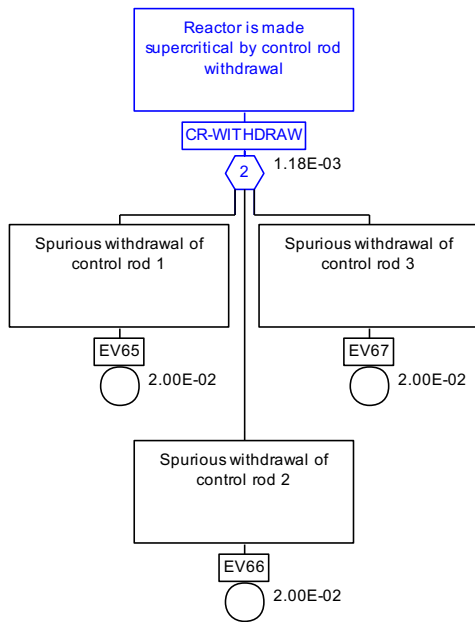 Reactor is made
supercritical by control rod
withdrawal
CR-WITHDRAW
2
1.18E-03
Spurious withdrawal of
control rod 1
EV65
2.00E-02
Spurious withdrawal of
control rod 3
EV67
2.00E-02
Spurious withdrawal of
control rod 2
EV66
2.00E-02